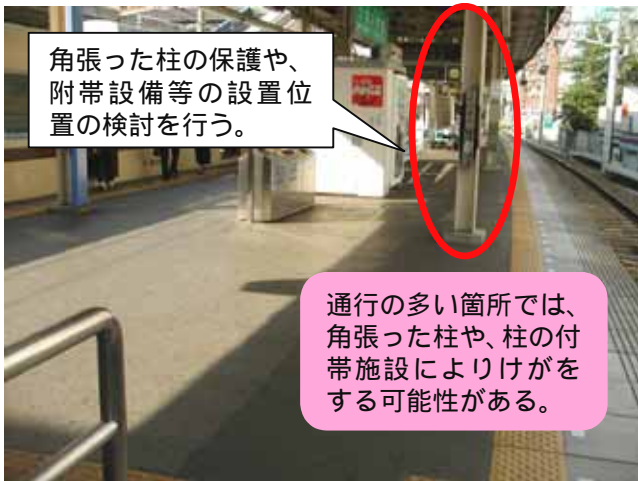 角張った柱の保護や、
附帯設備等の設置位
置の検討を行う。
通行の多い箇所では、
角張った柱や、柱の付
帯施設によりけがを
する可能性がある。